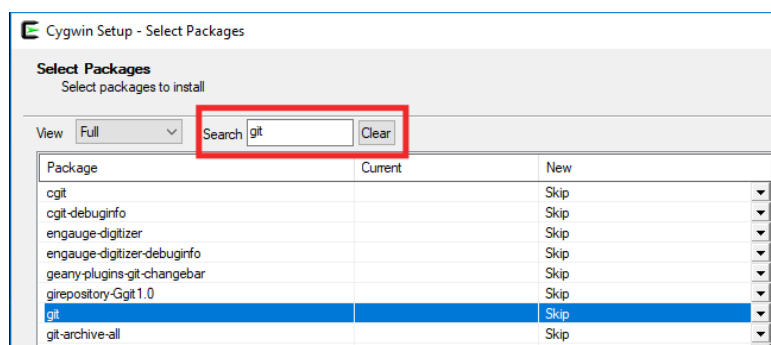 Cygwin Setup - Select Packages
Select Packages
Select packages to install
View Full Search git Clear
Package Current New
cgit Skip
cgit-debuginfo Skip
engauge-digitizer Skip
engauge-digitizer-debuginfo Skip
geany-plugins-git-changebar Skip
girepository-Ggit1.0 Skip
git Skip
git-archive-all Skip